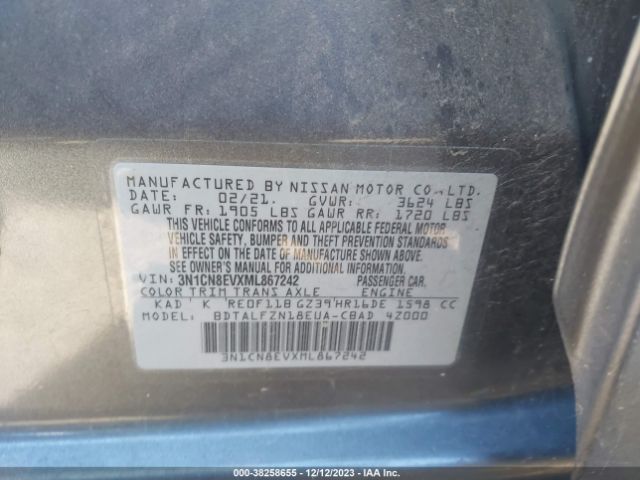 MANUFACTURED BY NISSAN MOTOR CO.,LTD.
DATE: 02/21. GVWR: 3624 LBS
GAWR FR: 1905 LBS GAWR RR: 1720 LBS
THIS VEHICLE CONFORMS TO ALL APPLICABLE FEDERAL MOTOR
VEHICLE SAFETY, BUMPER AND THEFT PREVENTION STANDARDS
IN EFFECT ON THE DATE OF MANUFACTURE SHOWN ABOVE.
SEE OWNER'S MANUAL FOR ADDITIONAL INFORMATION.
VIN: 3N1CN8EVXML867242 PASSENGER CAR.
COLOR TRIM TRANS AXLE ENGINE
KAD K RE0F11B GZ39 HR16DE 1598 CC
MODEL: BDTALFZN18EUA-CBAD 4Z000
3N1CN8EVXML867242
000-38258655 - 12/12/2023 - IAA Inc.